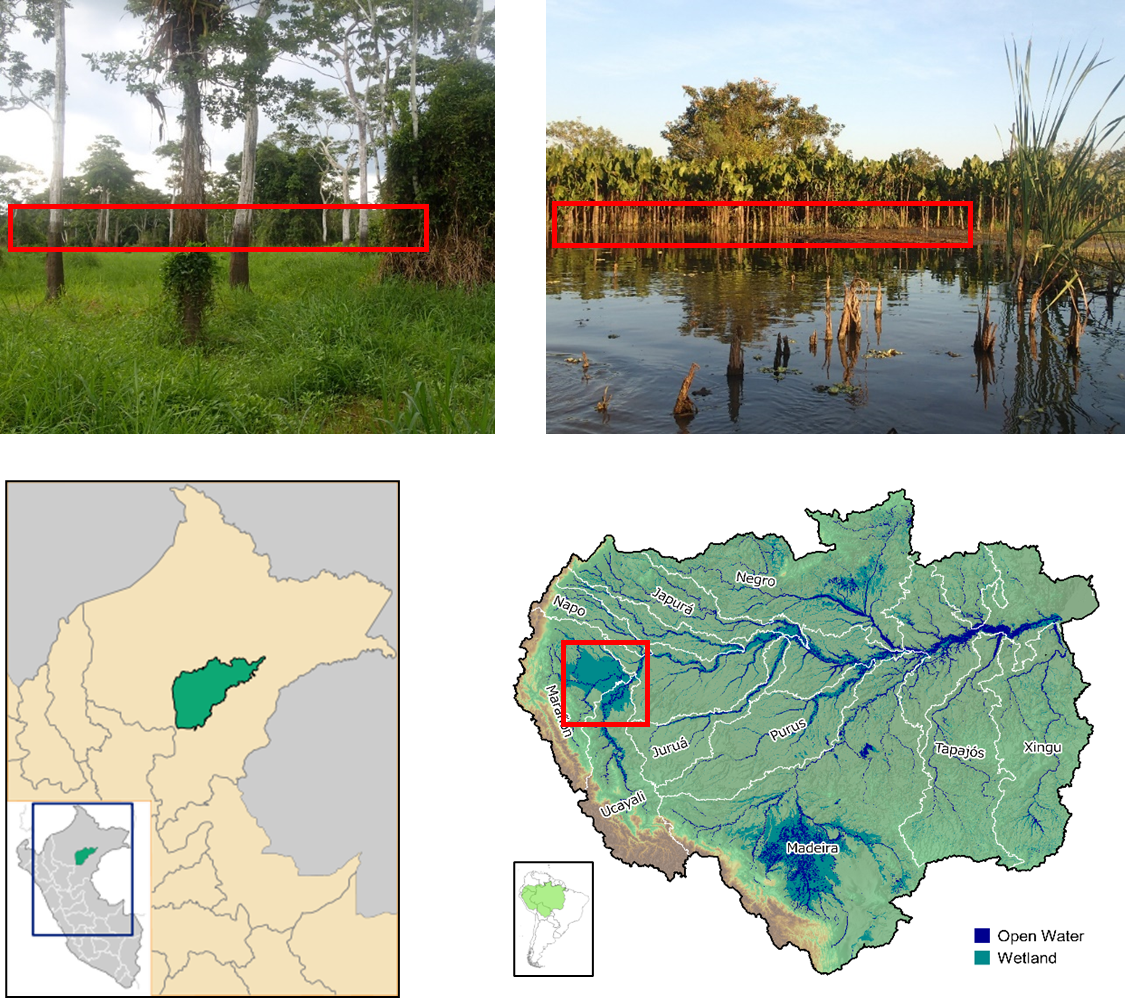 Negro
Japurá
Napo
Marañón
Juruá
Purus
Tapajós
Xingu
Ucayali
Madeira
Open Water
Wetland